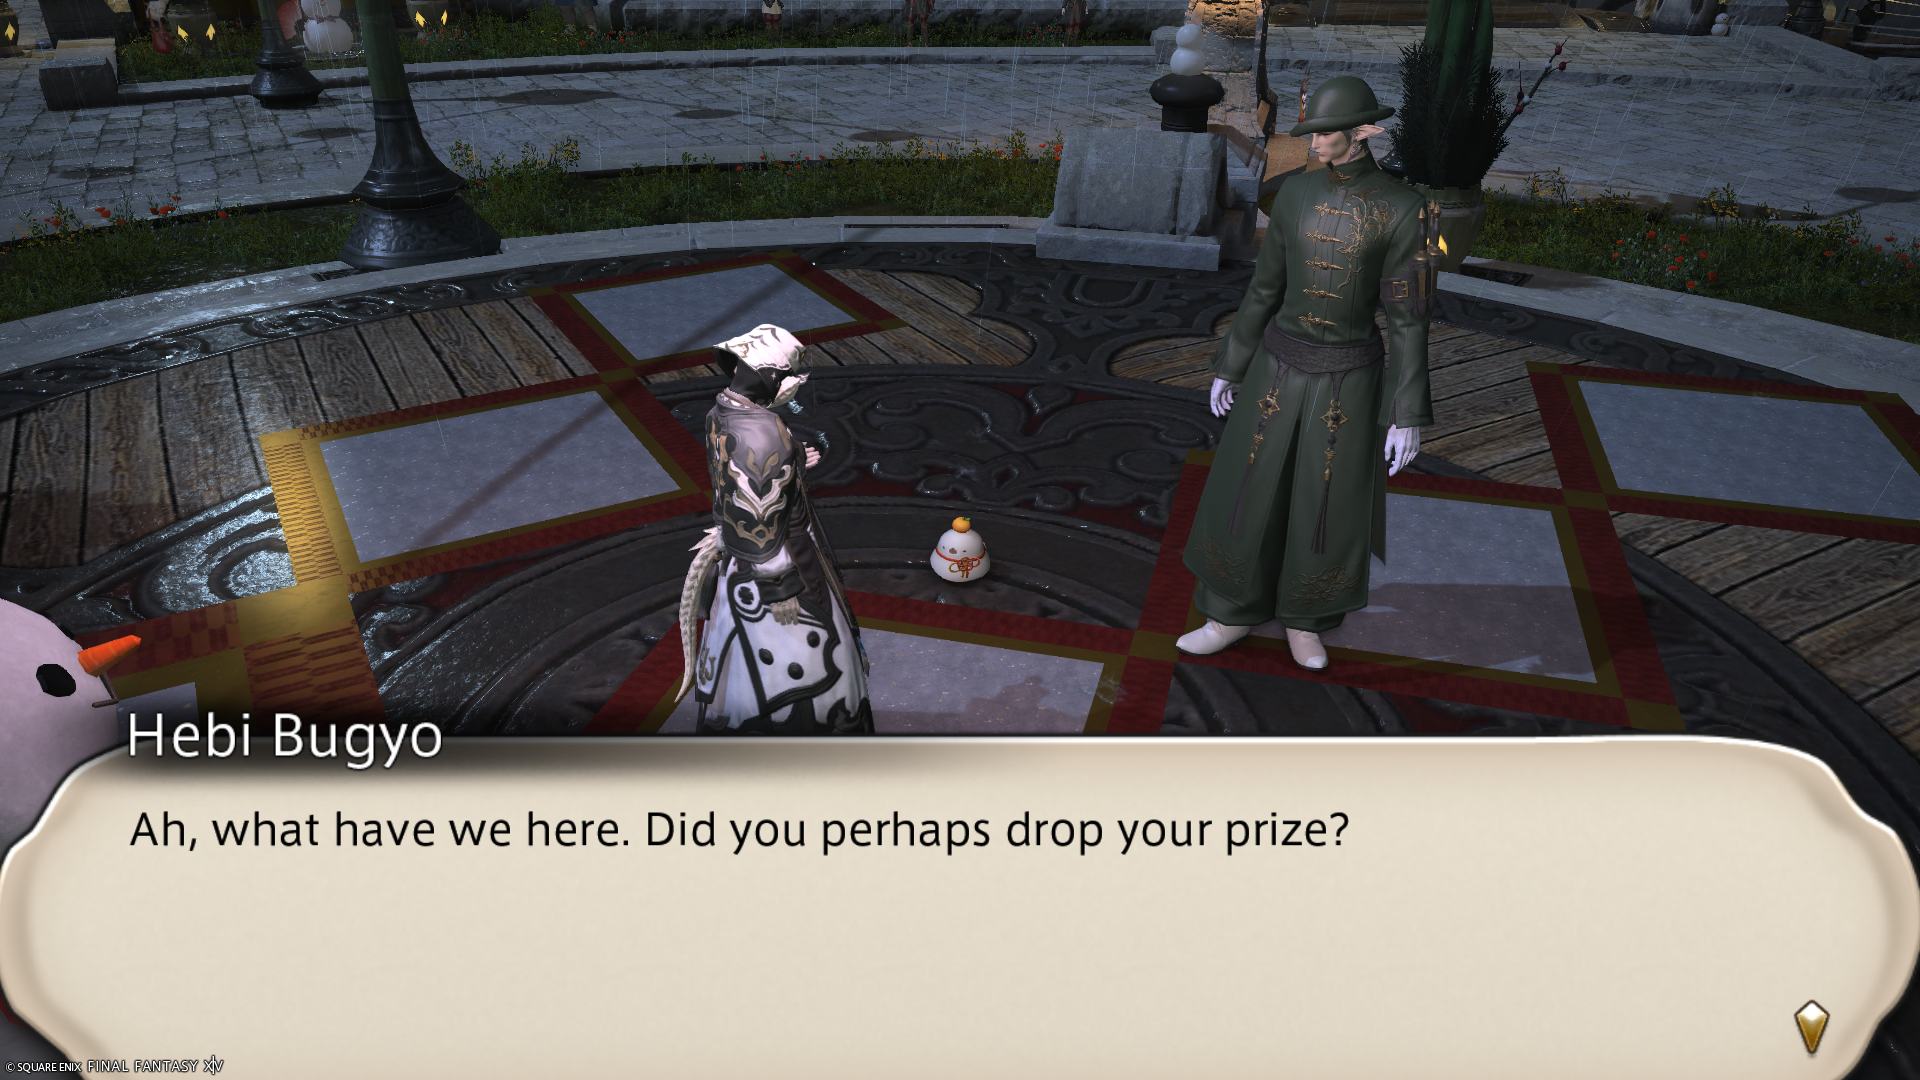 Hebi Bugyo
Ah, what have we here. Did you perhaps drop your prize?
© SQUARE ENIX FINAL FANTASY XIV